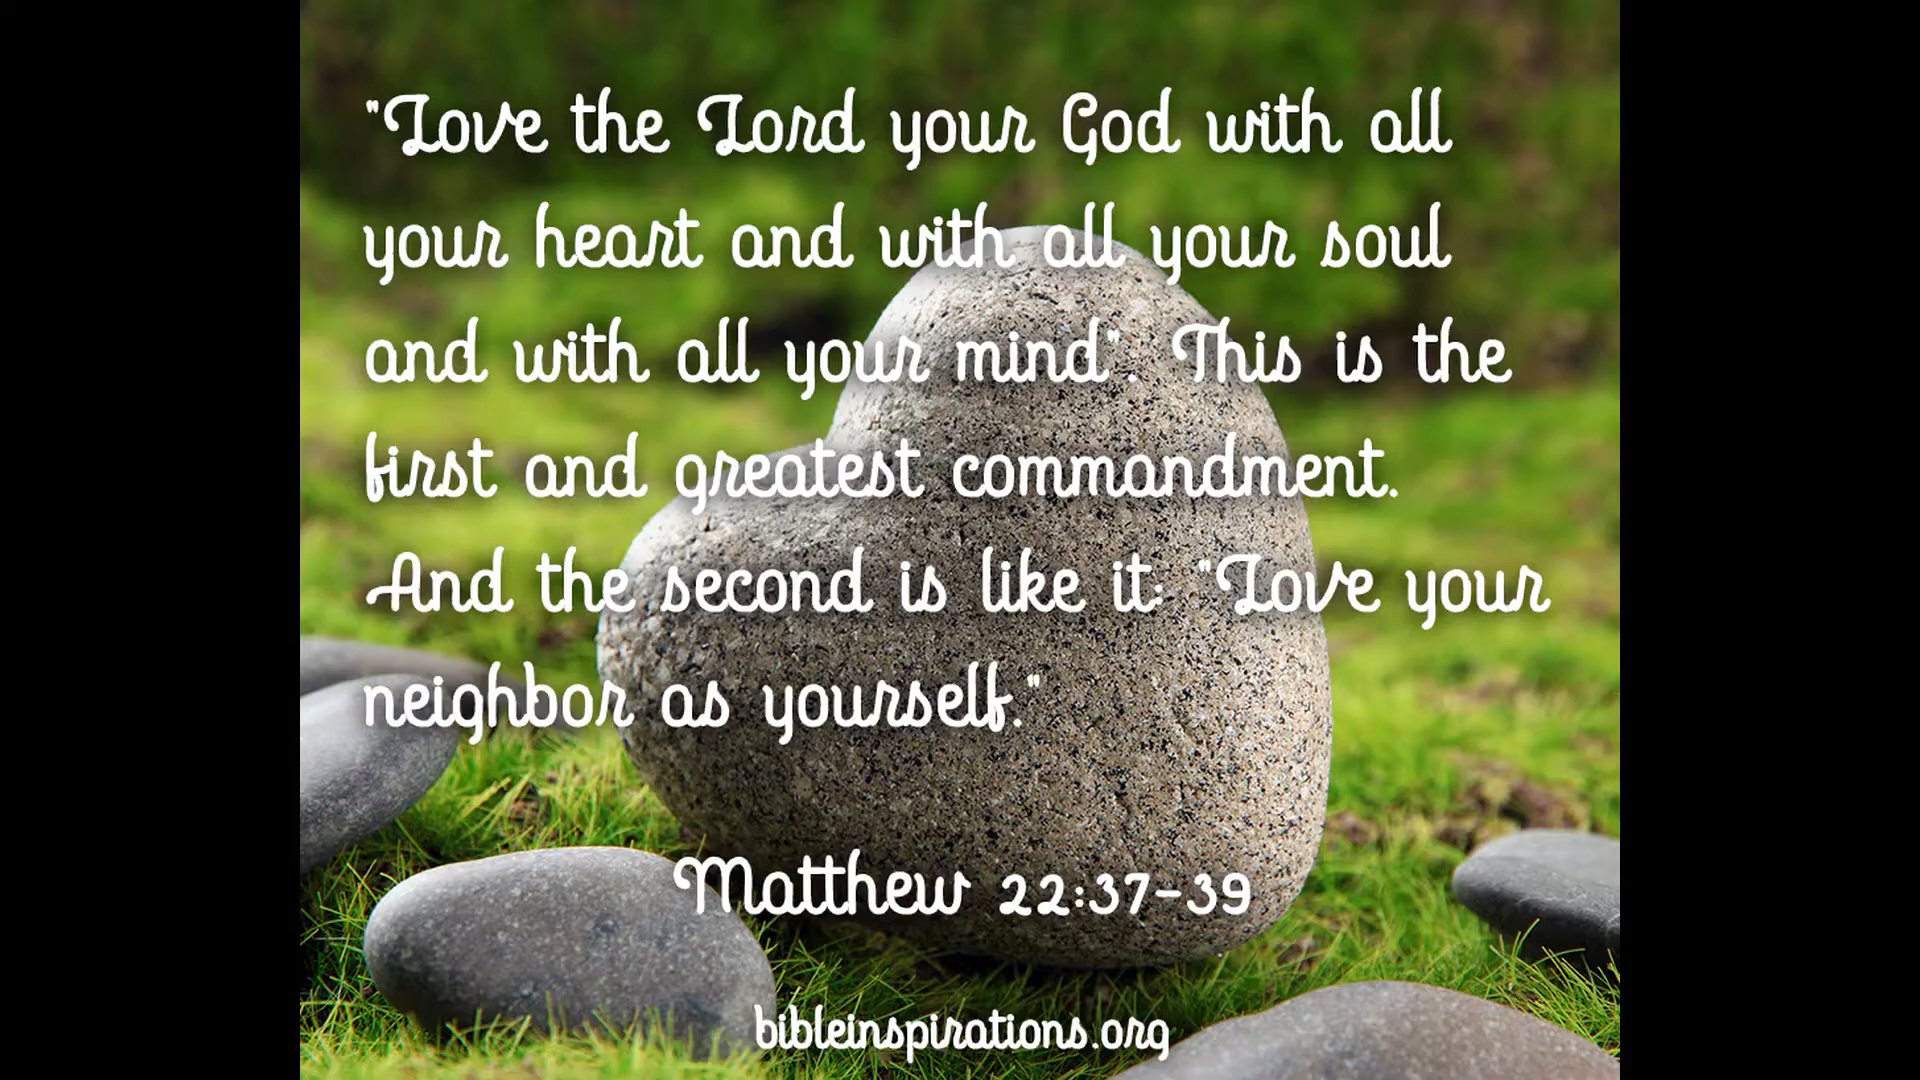 "Love the Lord your God with all
your heart and with all your soul
and with all your mind". This is the
first and greatest commandment.
And the second is like it: "Love your
neighbor as yourself."
Matthew 22:37-39
bibleinspirations.org